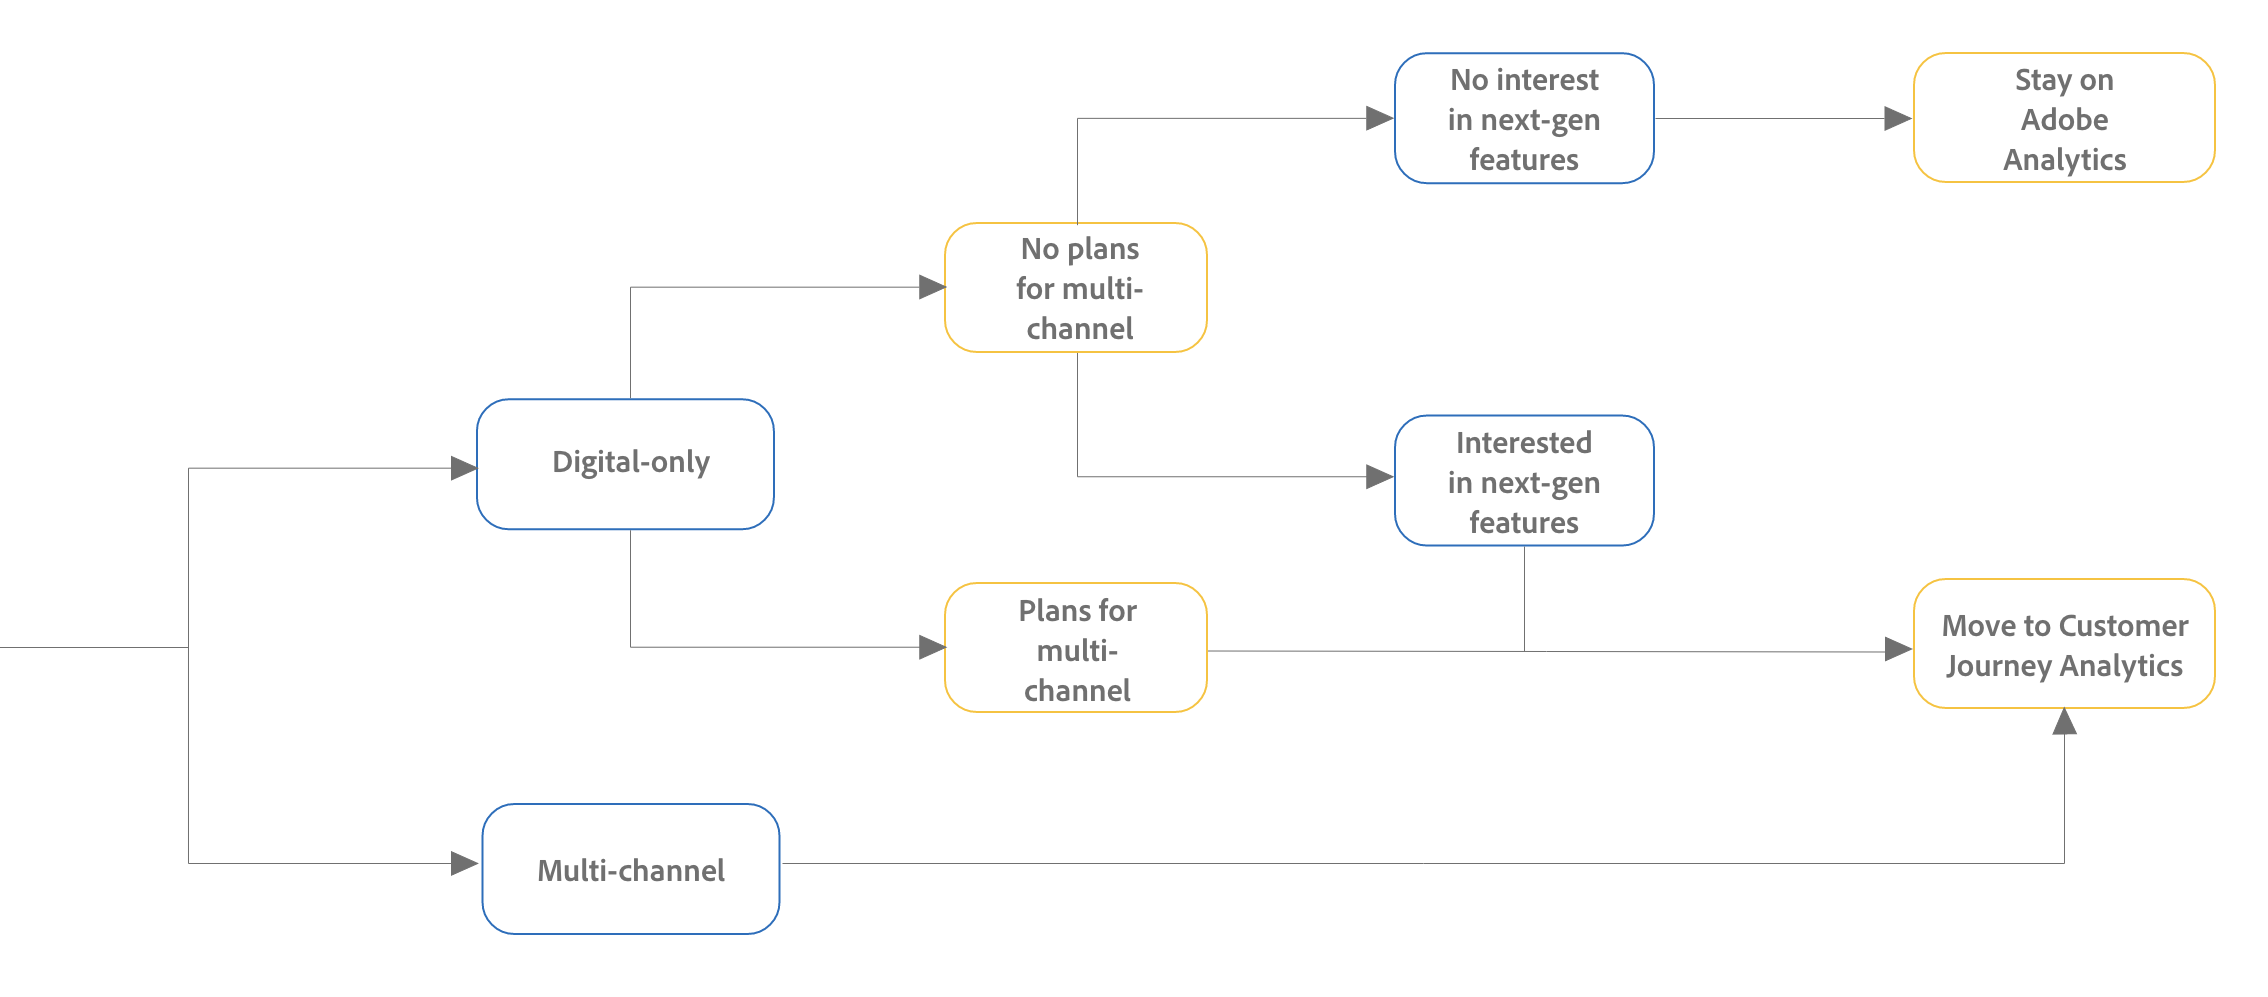 No interest
in next-gen
features
Stay on
Adobe
Analytics
No plans
for multi-
channel
Digital-only
Interested
in next-gen
features
Plans for
multi-
channel
Move to Customer
Journey Analytics
Multi-channel